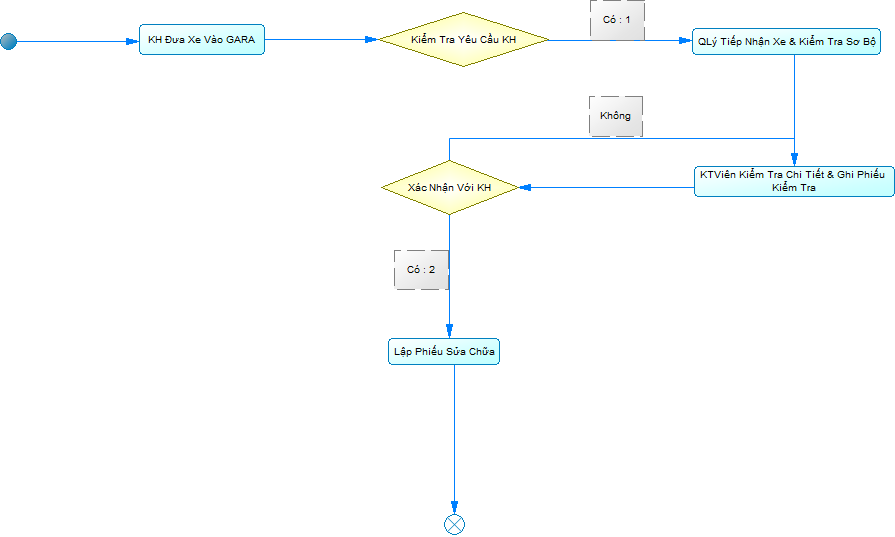 KH Đưa Xe Vào GARA
Kiểm Tra Yêu Cầu KH
Có : 1
QLý Tiếp Nhận Xe & Kiểm Tra Sơ Bộ
Không
KTViên Kiểm Tra Chi Tiết & Ghi Phiếu
Kiểm Tra
Xác Nhận Với KH
Có : 2
Lập Phiếu Sửa Chữa